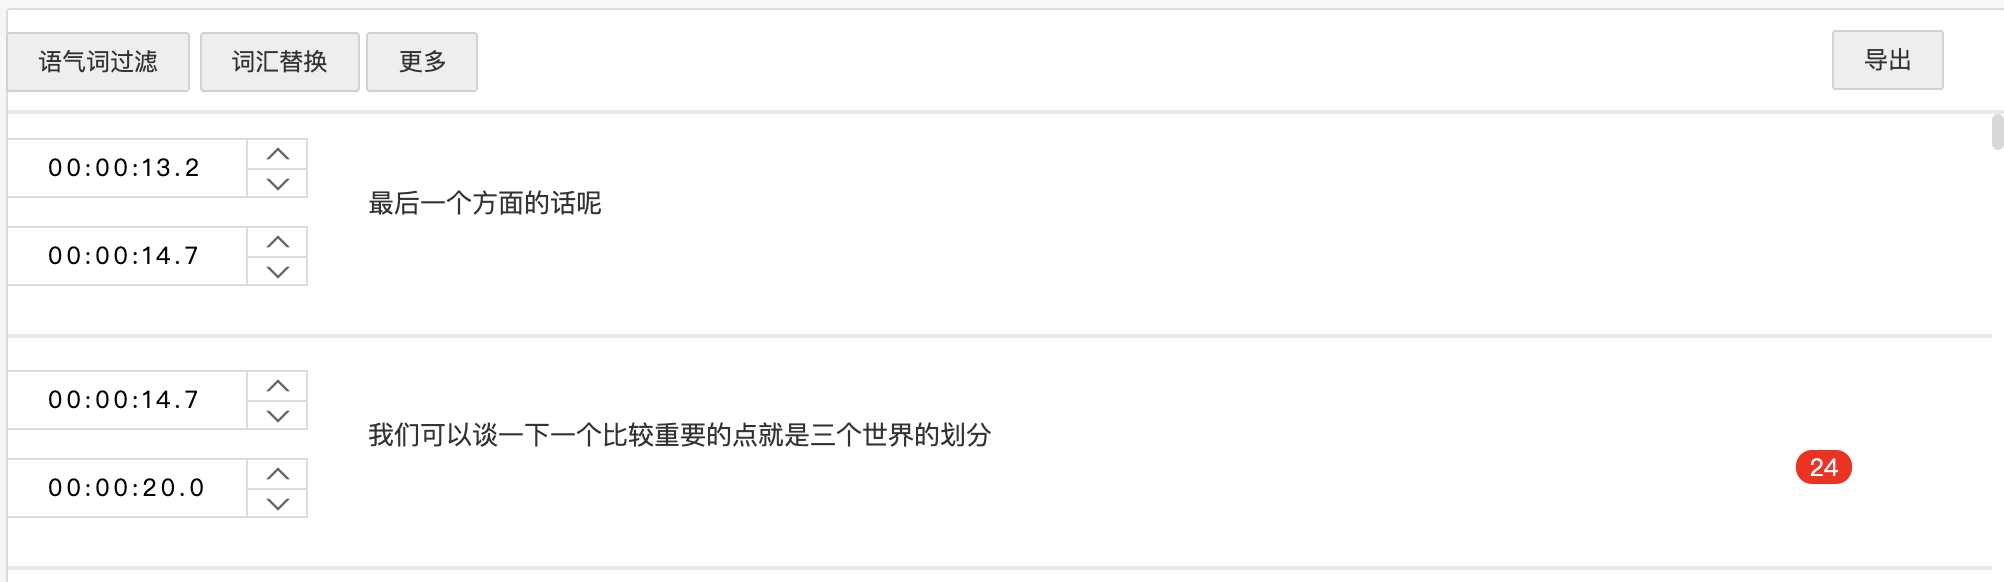 语气词过滤 词汇替换 更多 导出
00:00:13.2
最后一个方面的话呢
00:00:14.7
00:00:14.7
我们可以谈一下一个比较重要的点就是三个世界的划分
24
00:00:20.0